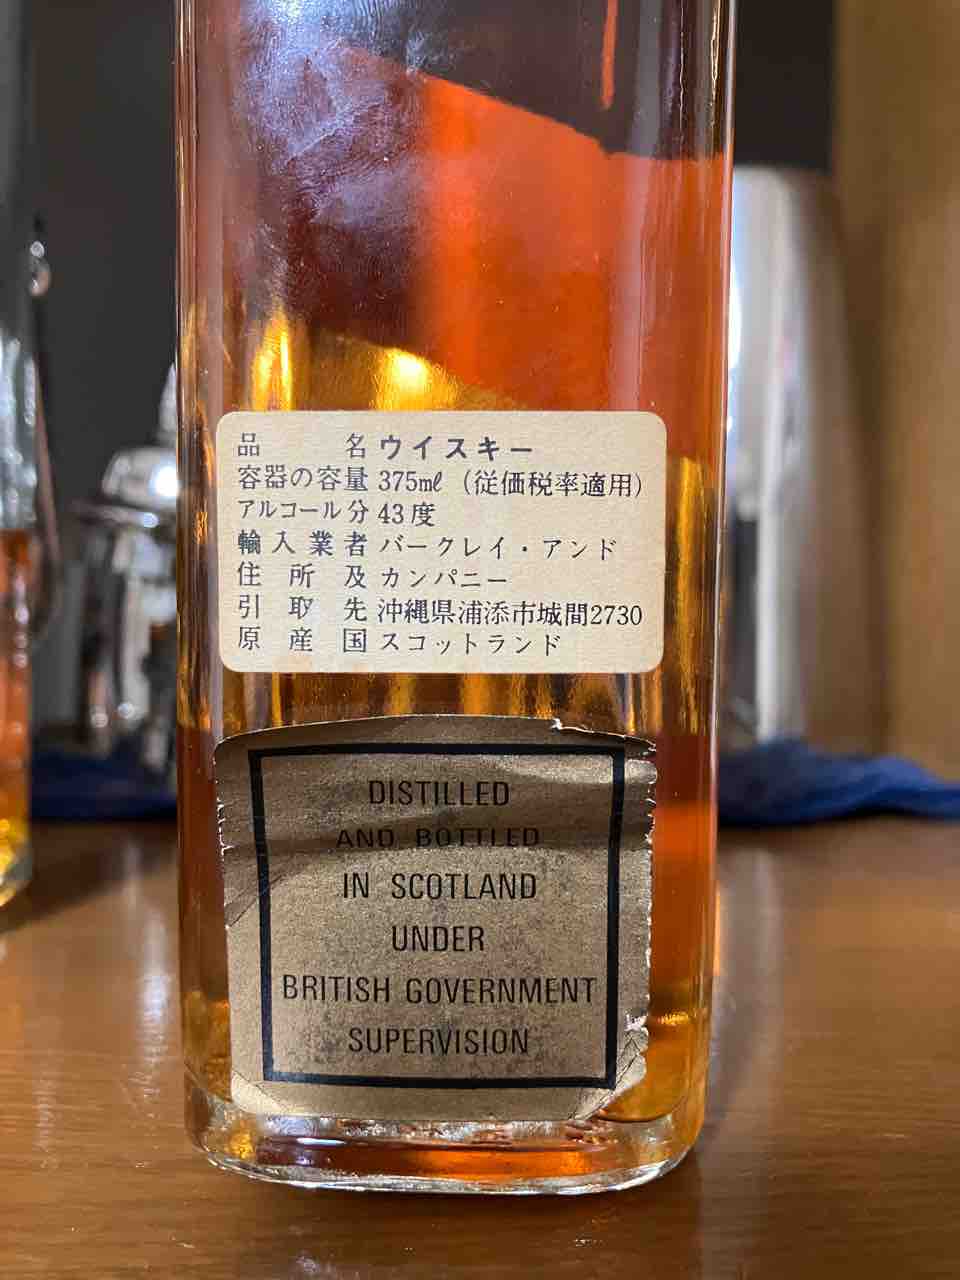 品名 ウイスキー
容器の容量 375mℓ (従価税率適用)
アルコール分 43度
輸入業者 バークレイ・アンド
住所及 カンパニー
引取先 沖縄県浦添市城間2730
原産国 スコットランド
DISTILLED
AND BOTTLED
IN SCOTLAND
UNDER
BRITISH GOVERNMENT
SUPERVISION